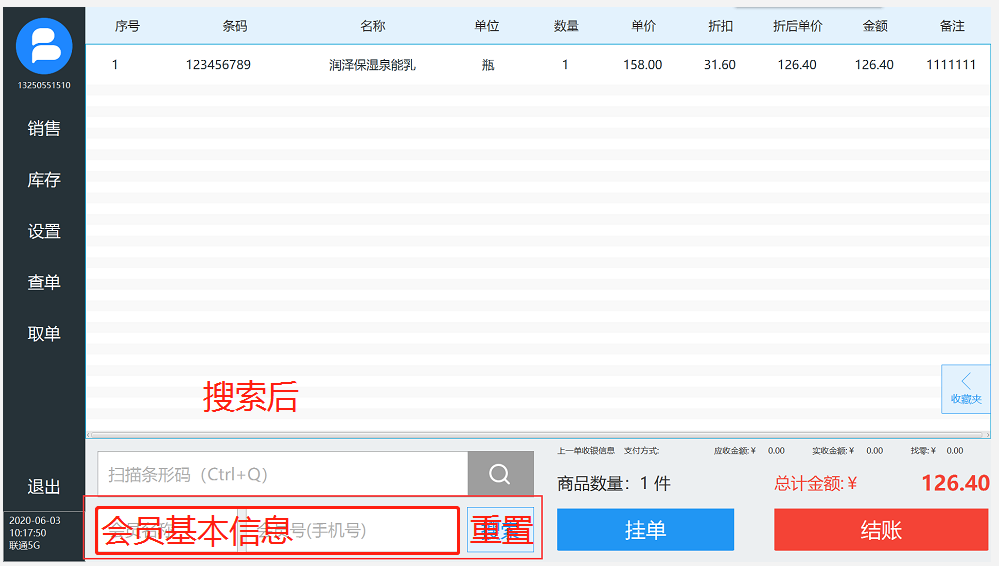 序号 条码 名称 单位 数量 单价 折扣 折后单价 金额 备注
1 123456789 润泽保湿泉能乳 瓶 1 158.00 31.60 126.40 126.40 1111111
13250551510
销售
库存
设置
查单
取单
退出
2020-06-03
10:17:50
联通5G
收藏夹
搜索后
扫描条形码（Ctrl+Q）
会员基本信息
会员号(手机号)
重置
上一单收银信息 支付方式: 应收金额:¥ 0.00 实收金额:¥ 0.00 找零:¥ 0.00
商品数量：1 件 总计金额:¥ 126.40
挂单 结账